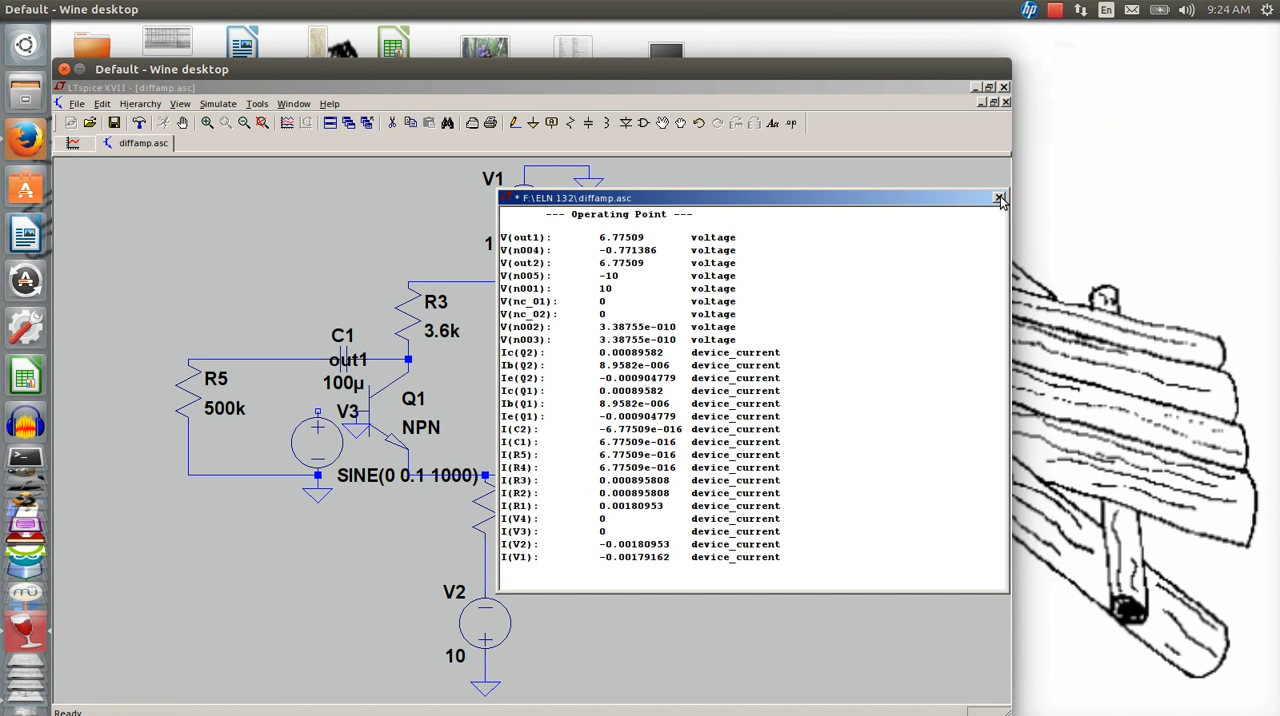 Default - Wine desktop
En
9:24 AM
Default - Wine desktop
LTspice XVII - [diffamp.asc]
File Edit Hierarchy View Simulate Tools Window Help
Aa .op
diffamp.asc
V1
* F:\ELN 132\diffamp.asc
--- Operating Point ---
V(out1): 6.77509 voltage
V(n004): -0.771386 voltage
V(out2): 6.77509 voltage
V(n005): -10 voltage
V(n001): 10 voltage
V(nc_01): 0 voltage
V(nc_02): 0 voltage
V(n002): 3.38755e-010 voltage
V(n003): 3.38755e-010 voltage
Ic(Q2): 0.00089582 device_current
Ib(Q2): 8.9582e-006 device_current
Ie(Q2): -0.000904779 device_current
Ic(Q1): 0.00089582 device_current
Ib(Q1): 8.9582e-006 device_current
Ie(Q1): -0.000904779 device_current
I(C2): -6.77509e-016 device_current
I(C1): 6.77509e-016 device_current
I(R5): 6.77509e-016 device_current
I(R4): 6.77509e-016 device_current
I(R3): 0.000895808 device_current
I(R2): 0.000895808 device_current
I(R1): 0.00180953 device_current
I(V4): 0 device_current
I(V3): 0 device_current
I(V2): -0.00180953 device_current
I(V1): -0.00179162 device_current
1
R3
3.6k
C1
out1
100µ
R5
500k
V3
Q1
NPN
SINE(0 0.1 1000)
V2
10
Ready